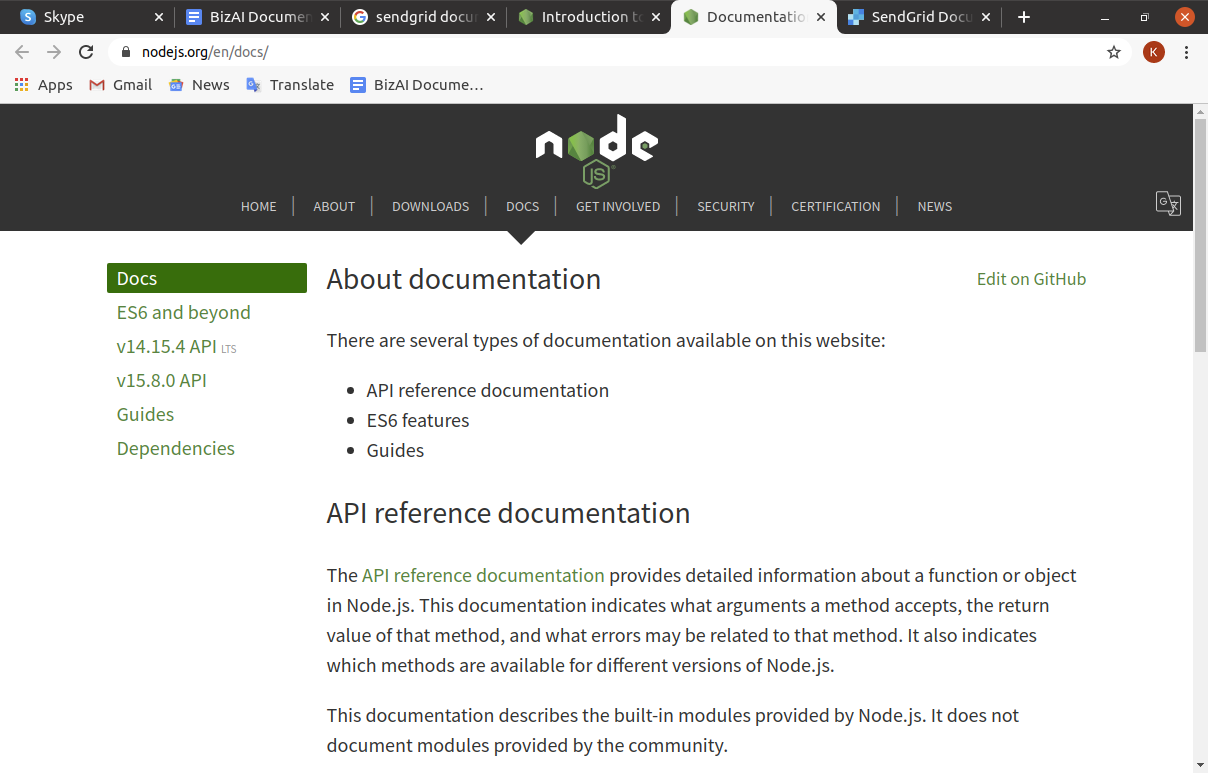 Skype
BizAI Documen
sendgrid docu
Introduction to
Documentatio
SendGrid Docu
nodejs.org/en/docs/
K
Apps
Gmail
News
Translate
BizAI Docume…
node
JS
HOME
ABOUT
DOWNLOADS
DOCS
GET INVOLVED
SECURITY
CERTIFICATION
NEWS
Docs
ES6 and beyond
v14.15.4 API LTS
v15.8.0 API
Guides
Dependencies
About documentation
Edit on GitHub
There are several types of documentation available on this website:
API reference documentation
ES6 features
Guides
API reference documentation
The API reference documentation provides detailed information about a function or object
in Node.js. This documentation indicates what arguments a method accepts, the return
value of that method, and what errors may be related to that method. It also indicates
which methods are available for different versions of Node.js.
This documentation describes the built-in modules provided by Node.js. It does not
document modules provided by the community.